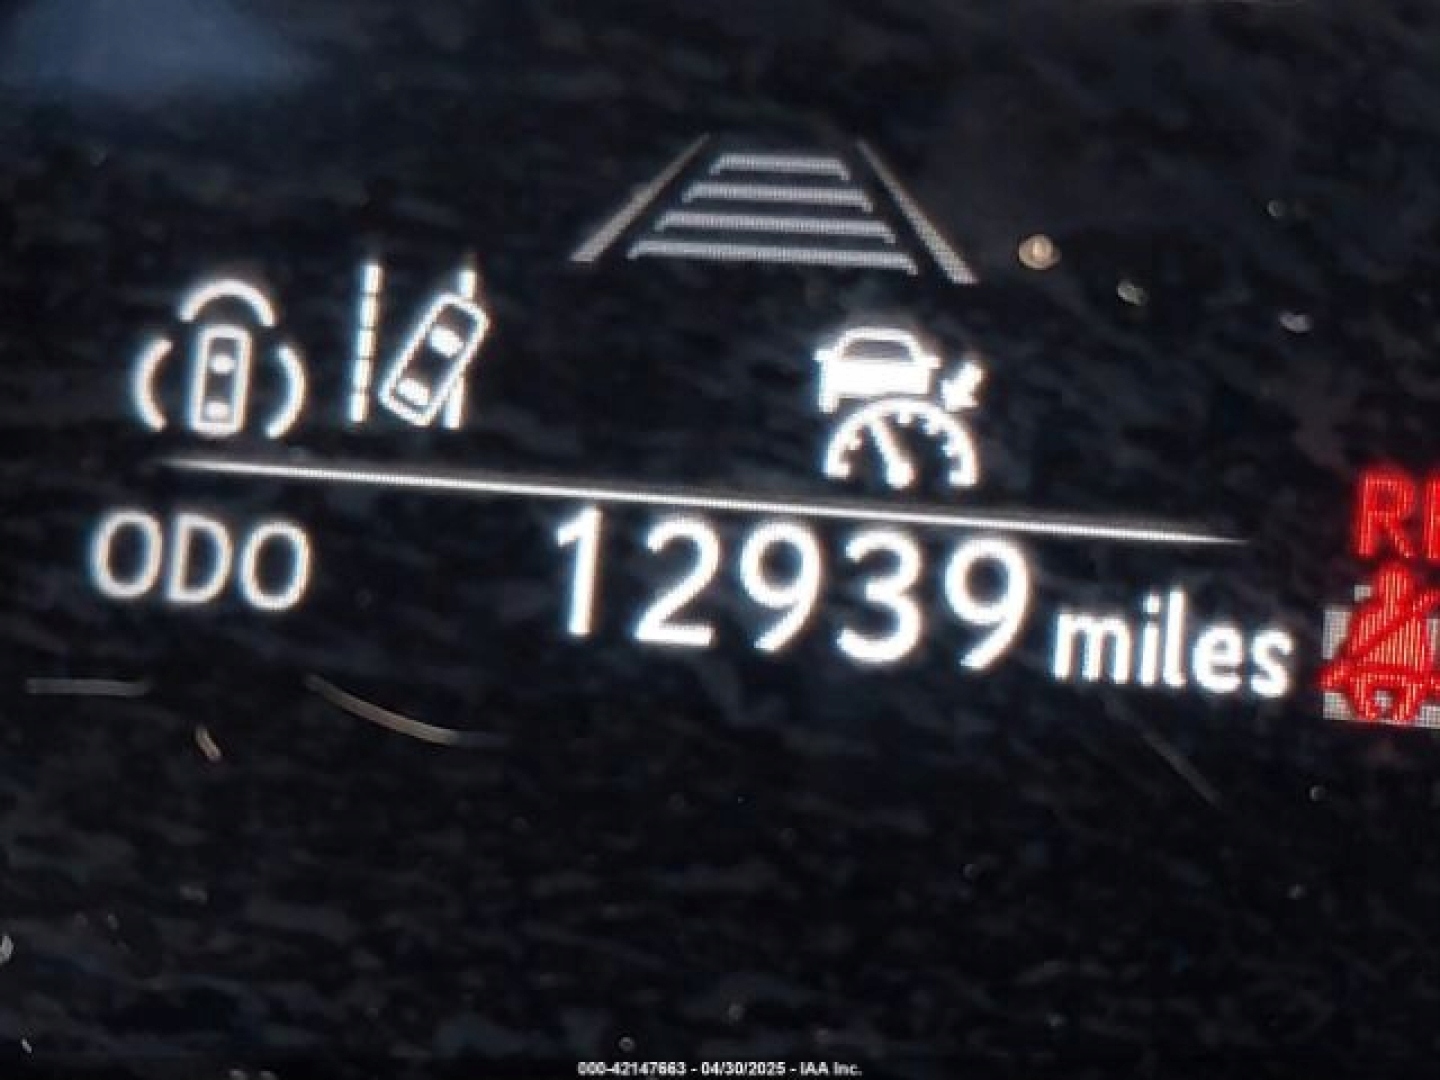 ODO 12939 miles
000-42147663 - 04/30/2025 - IAA Inc.